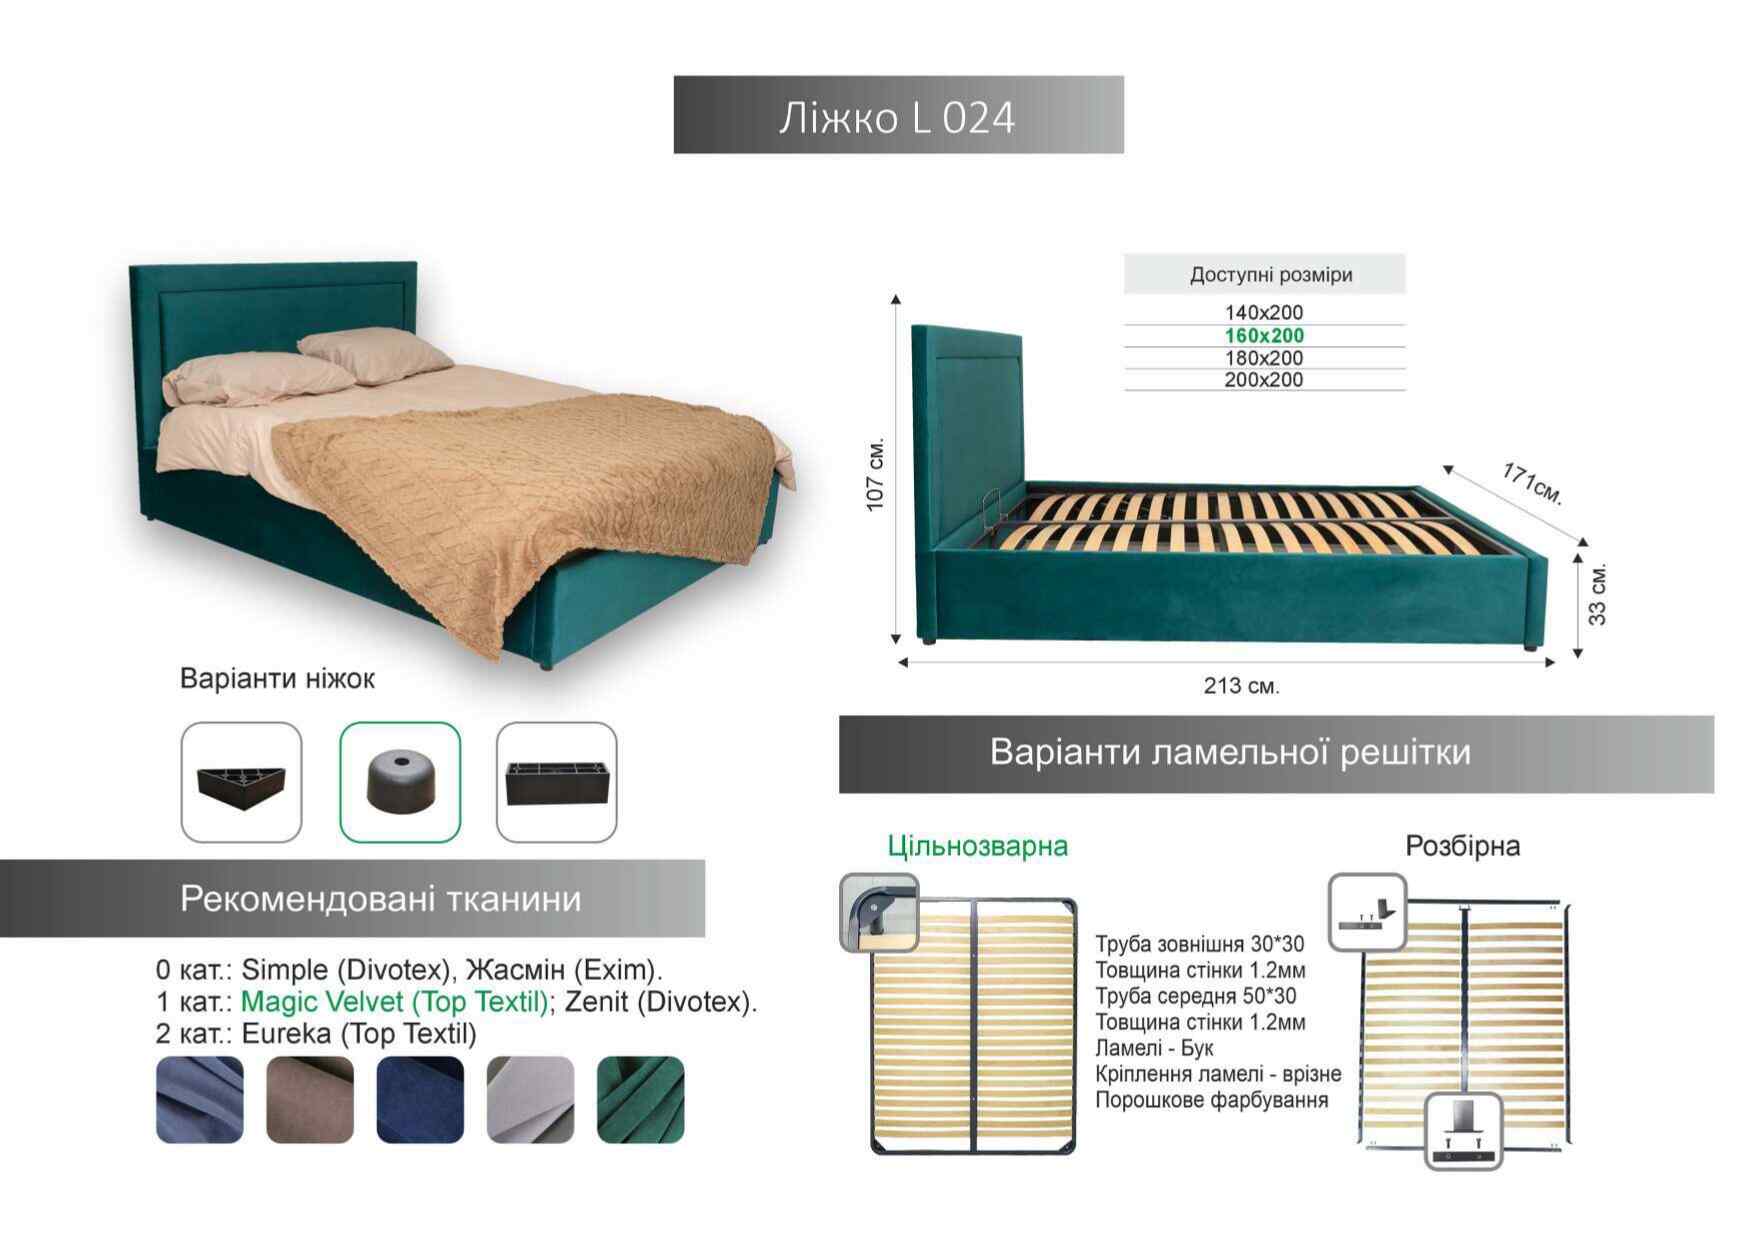 Ліжко L 024
Доступні розміри
140x200
160x200
180x200
200x200
107 см.
171см.
33 см.
213 см.
Варіанти ніжок
Варіанти ламельної решітки
Цільнозварна
Розбірна
Труба зовнішня 30*30
Товщина стінки 1.2мм
Труба середня 50*30
Товщина стінки 1.2мм
Ламелі - Бук
Кріплення ламелі - врізне
Порошкове фарбування
Рекомендовані тканини
0 кат.: Simple (Divotex), Жасмін (Exim).
1 кат.: Magic Velvet (Top Textil); Zenit (Divotex).
2 кат.: Eureka (Top Textil)